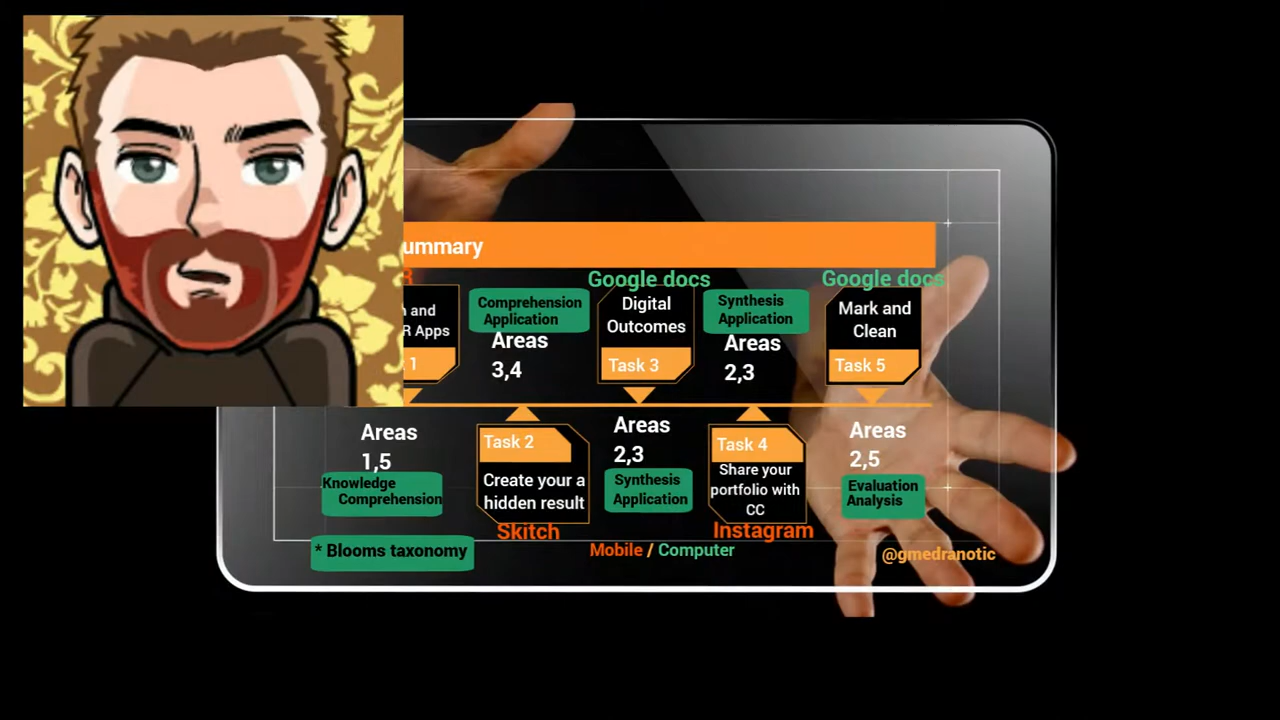 ummary
R
Google docs
Google docs
and
R Apps
1
Comprehension
Application
Areas
3,4
Digital
Outcomes
Task 3
Synthesis
Application
Areas
2,3
Mark and
Clean
Task 5
Areas
1,5
Knowledge
Comprehension
Task 2
Create your a
hidden result
Skitch
Areas
2,3
Synthesis
Application
Task 4
Share your
portfolio with
CC
Instagram
Areas
2,5
Evaluation
Analysis
* Blooms taxonomy
Mobile / Computer
@gmedranotic